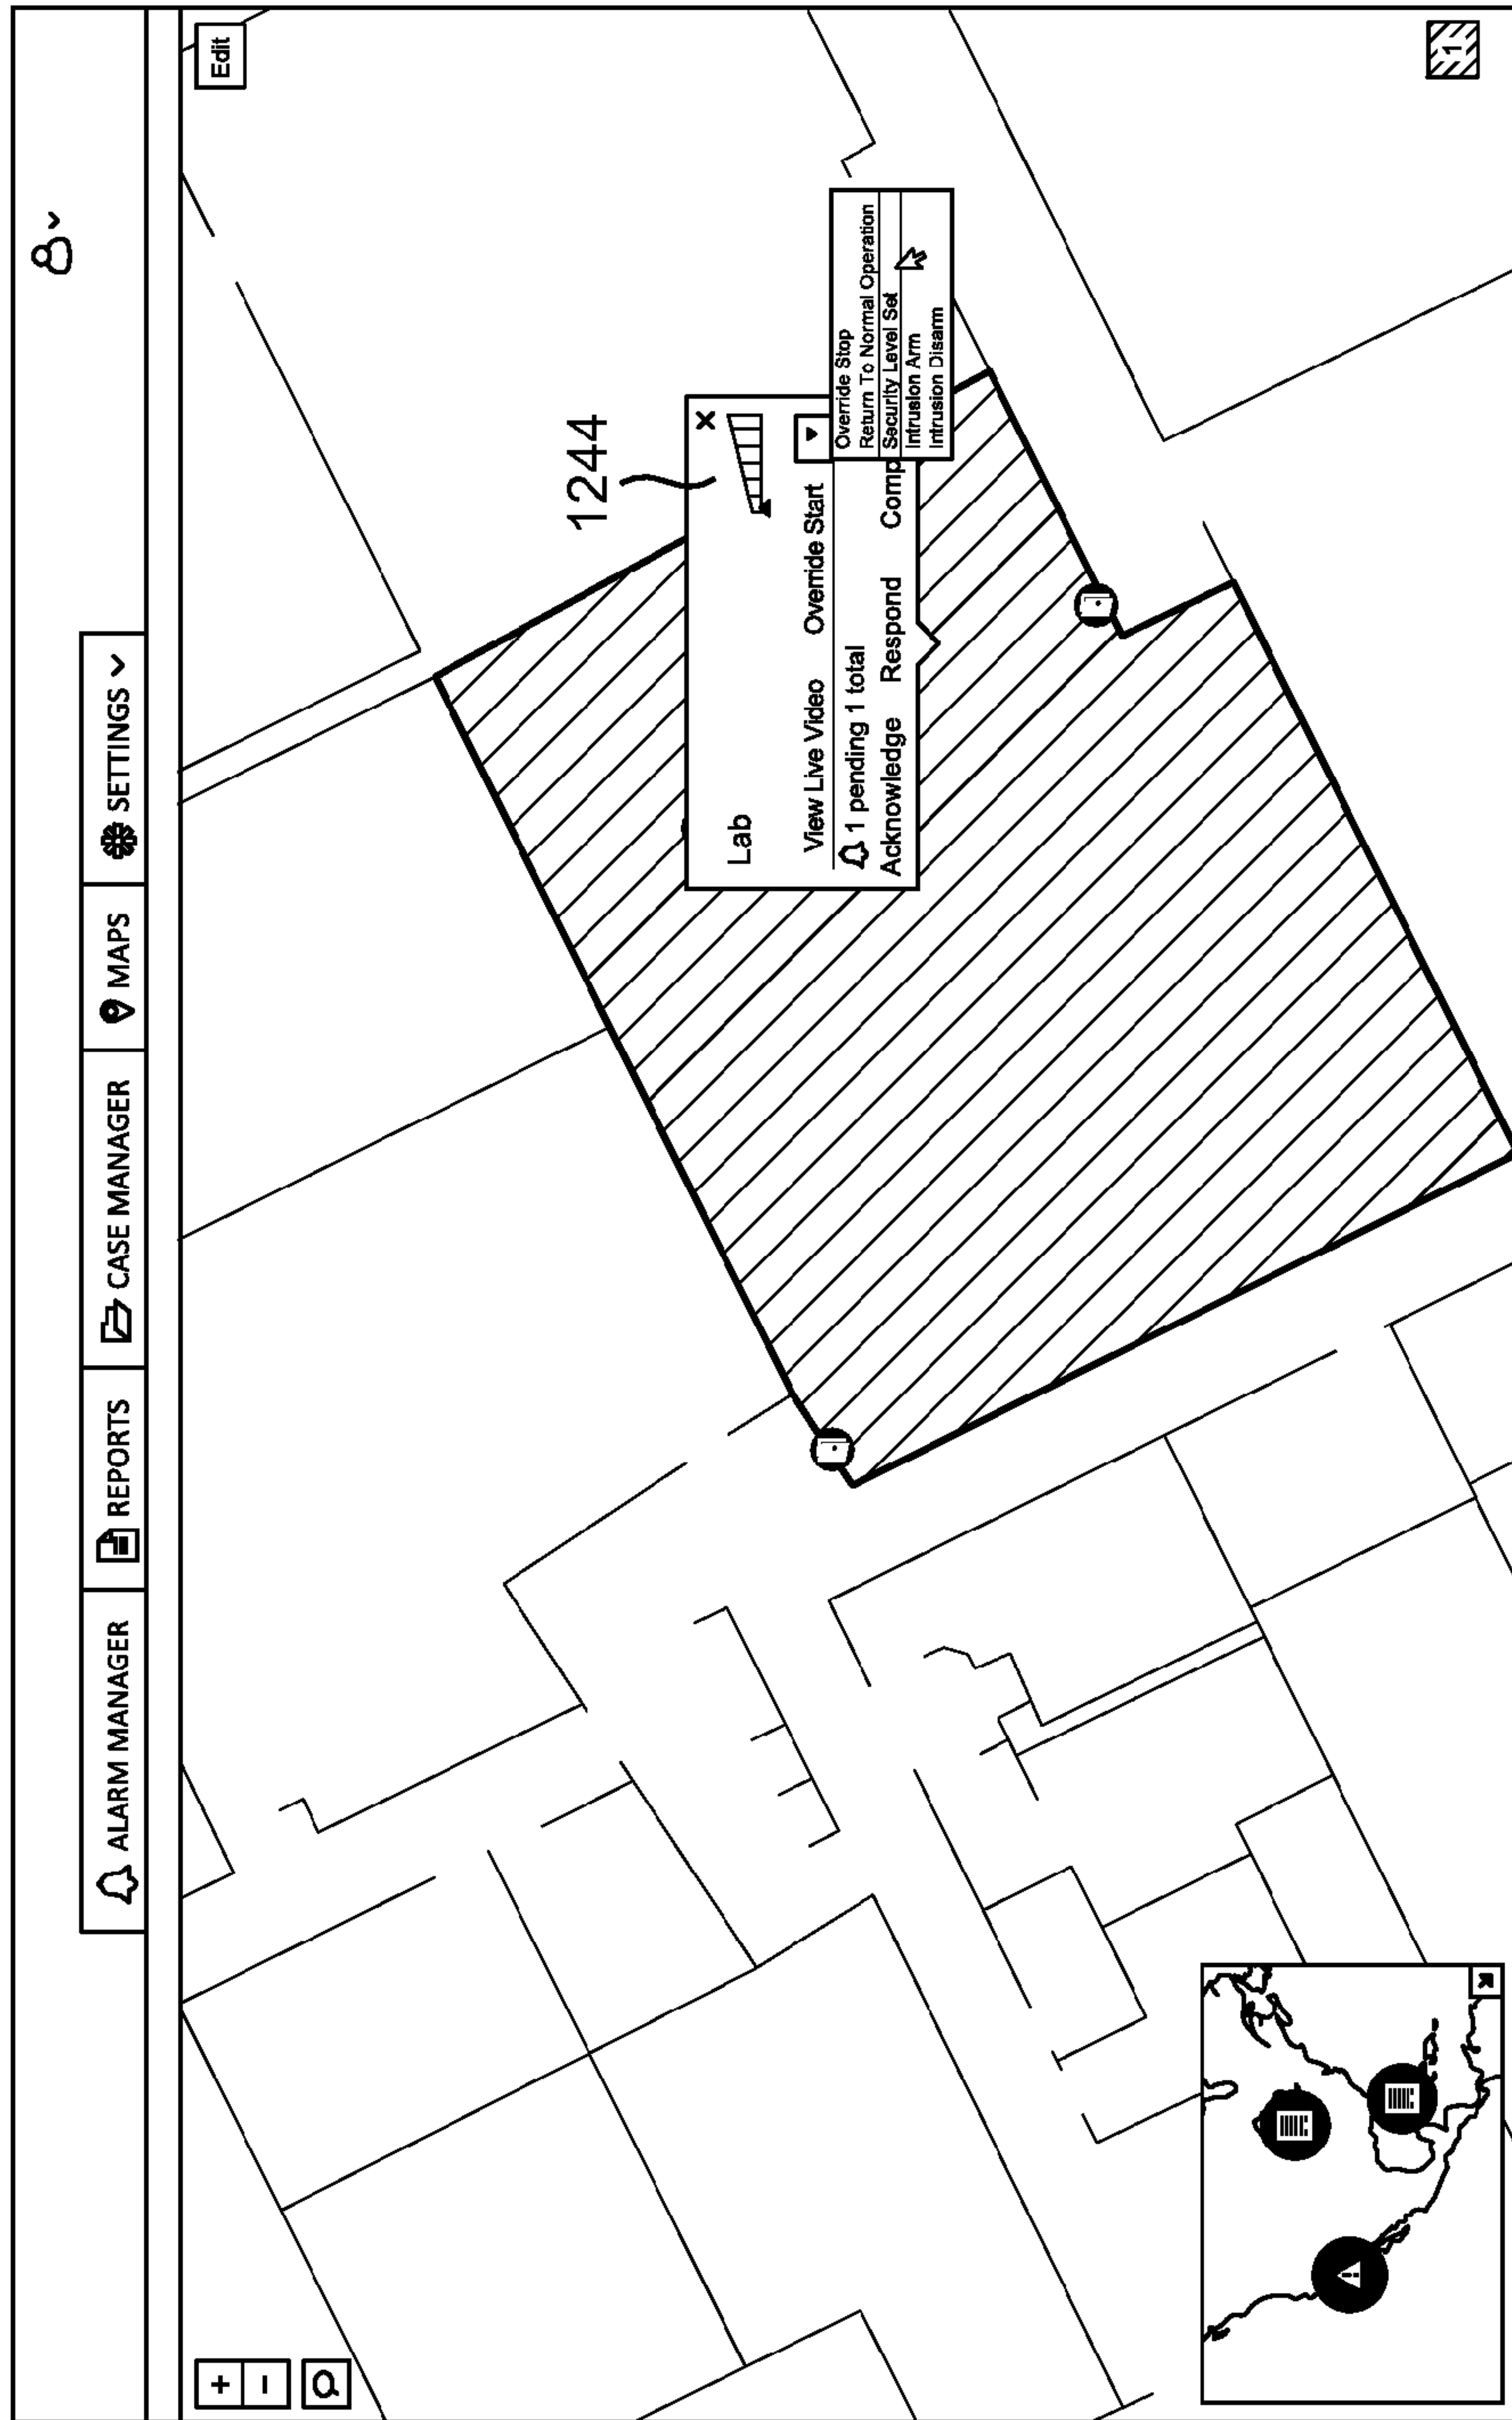 ALARM MANAGER
REPORTS
CASE MANAGER
MAPS
SETTINGS
+
-
Edit
1244
Lab
X
View Live Video Override Start
1 pending 1 total
Acknowledge Respond Comp
Override Stop
Return To Normal Operation
Security Level Set
Intrusion Arm
Intrusion Disarm
1